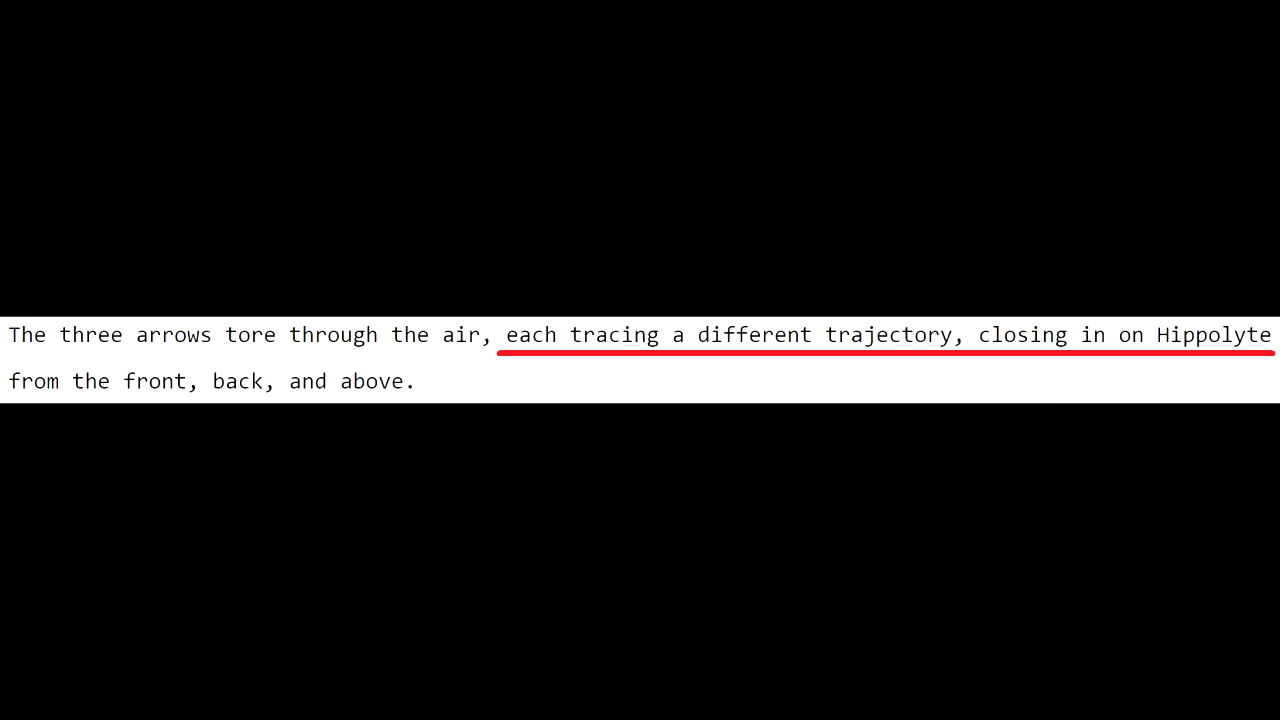 The three arrows tore through the air, each tracing a different trajectory, closing in on Hippolyte
from the front, back, and above.